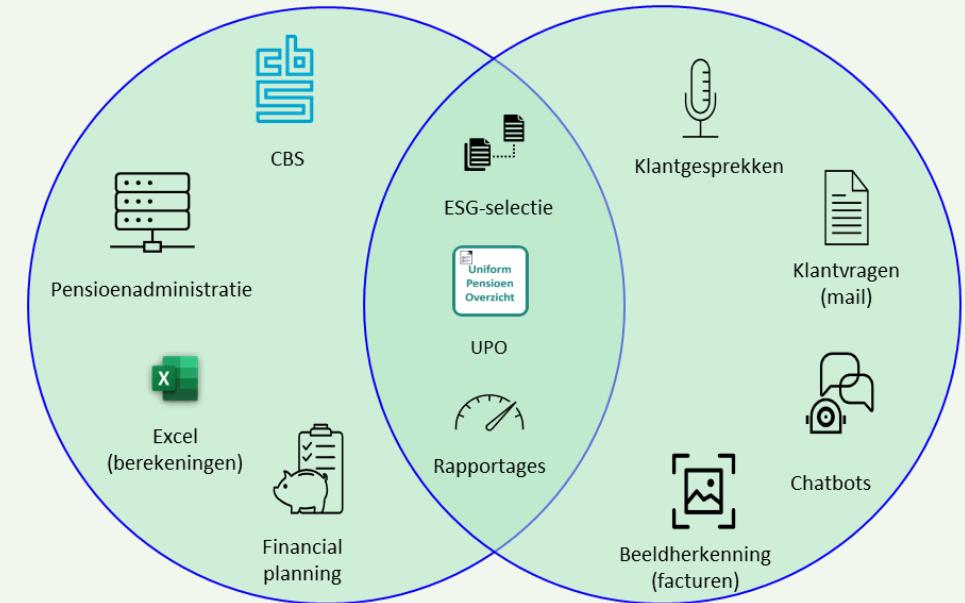 cbs
CBS
Pensioenadministratie
Excel
(berekeningen)
X
Financial
planning
ESG-selectie
Uniform
Pensioen
Overzicht
UPO
Rapportages
Klantgesprekken
Klantvragen
(mail)
Chatbots
Beeldherkenning
(facturen)